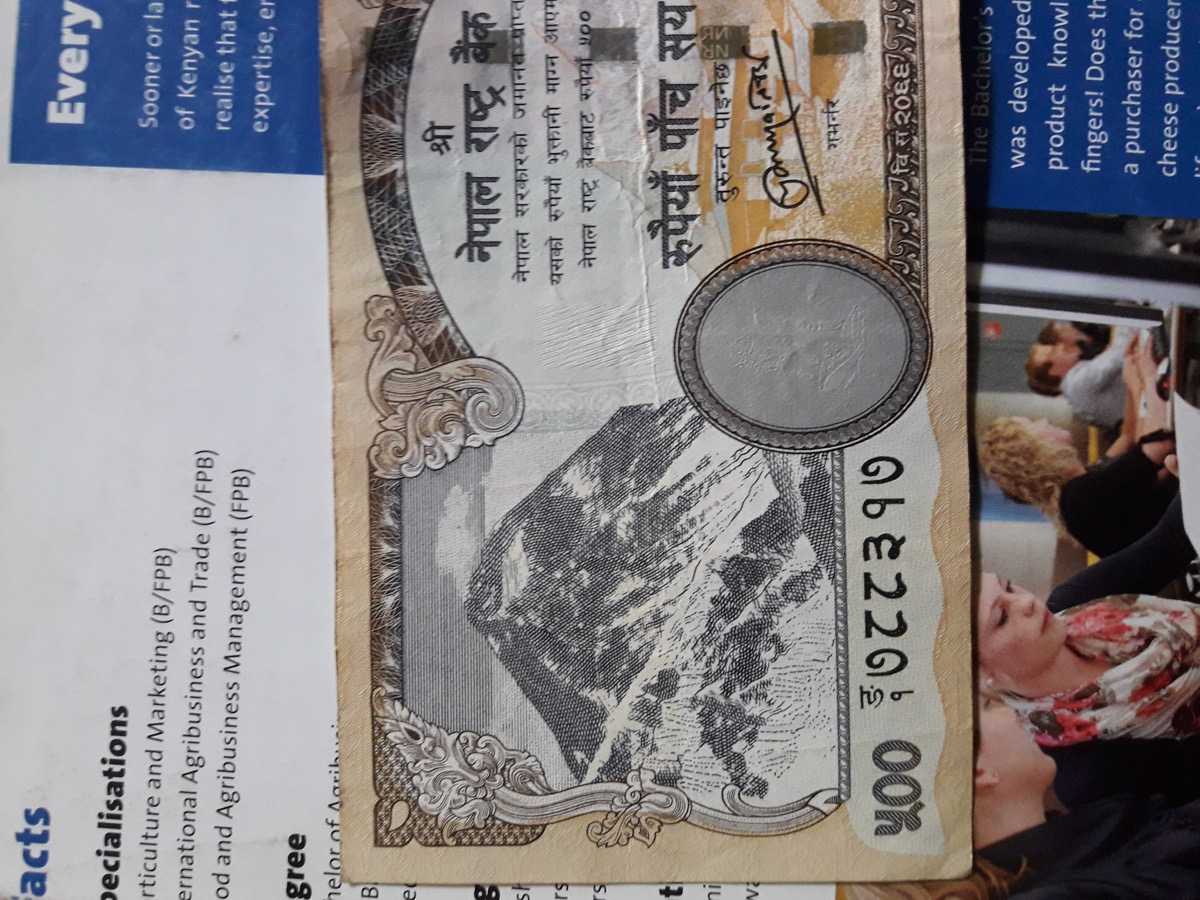 acts
pecialisations
rticulture and Marketing (B/FPB)
ernational Agribusiness and Trade (B/FPB)
od and Agribusiness Management (FPB)
gree
helor of Agribusi
Every
Sooner or la
of Kenyan r
realise that
expertise, en
श्री
नेपाल राष्ट्र बैंक
नेपाल सरकारको जमानत प्राप्त
यसको रुपैयाँ भुक्तानी माग्न आएम
नेपाल राष्ट्र बैंकबाट रुपैयाँ ५००
रुपैयाँ पाँच सय
तुरुन्त पाइनेछ
गभर्नर
५००
ङ
१ ७८८३१७
वि.सं.२०६६
The Bachelor's
was developed
product knowl
fingers! Does th
a purchaser for
cheese producer